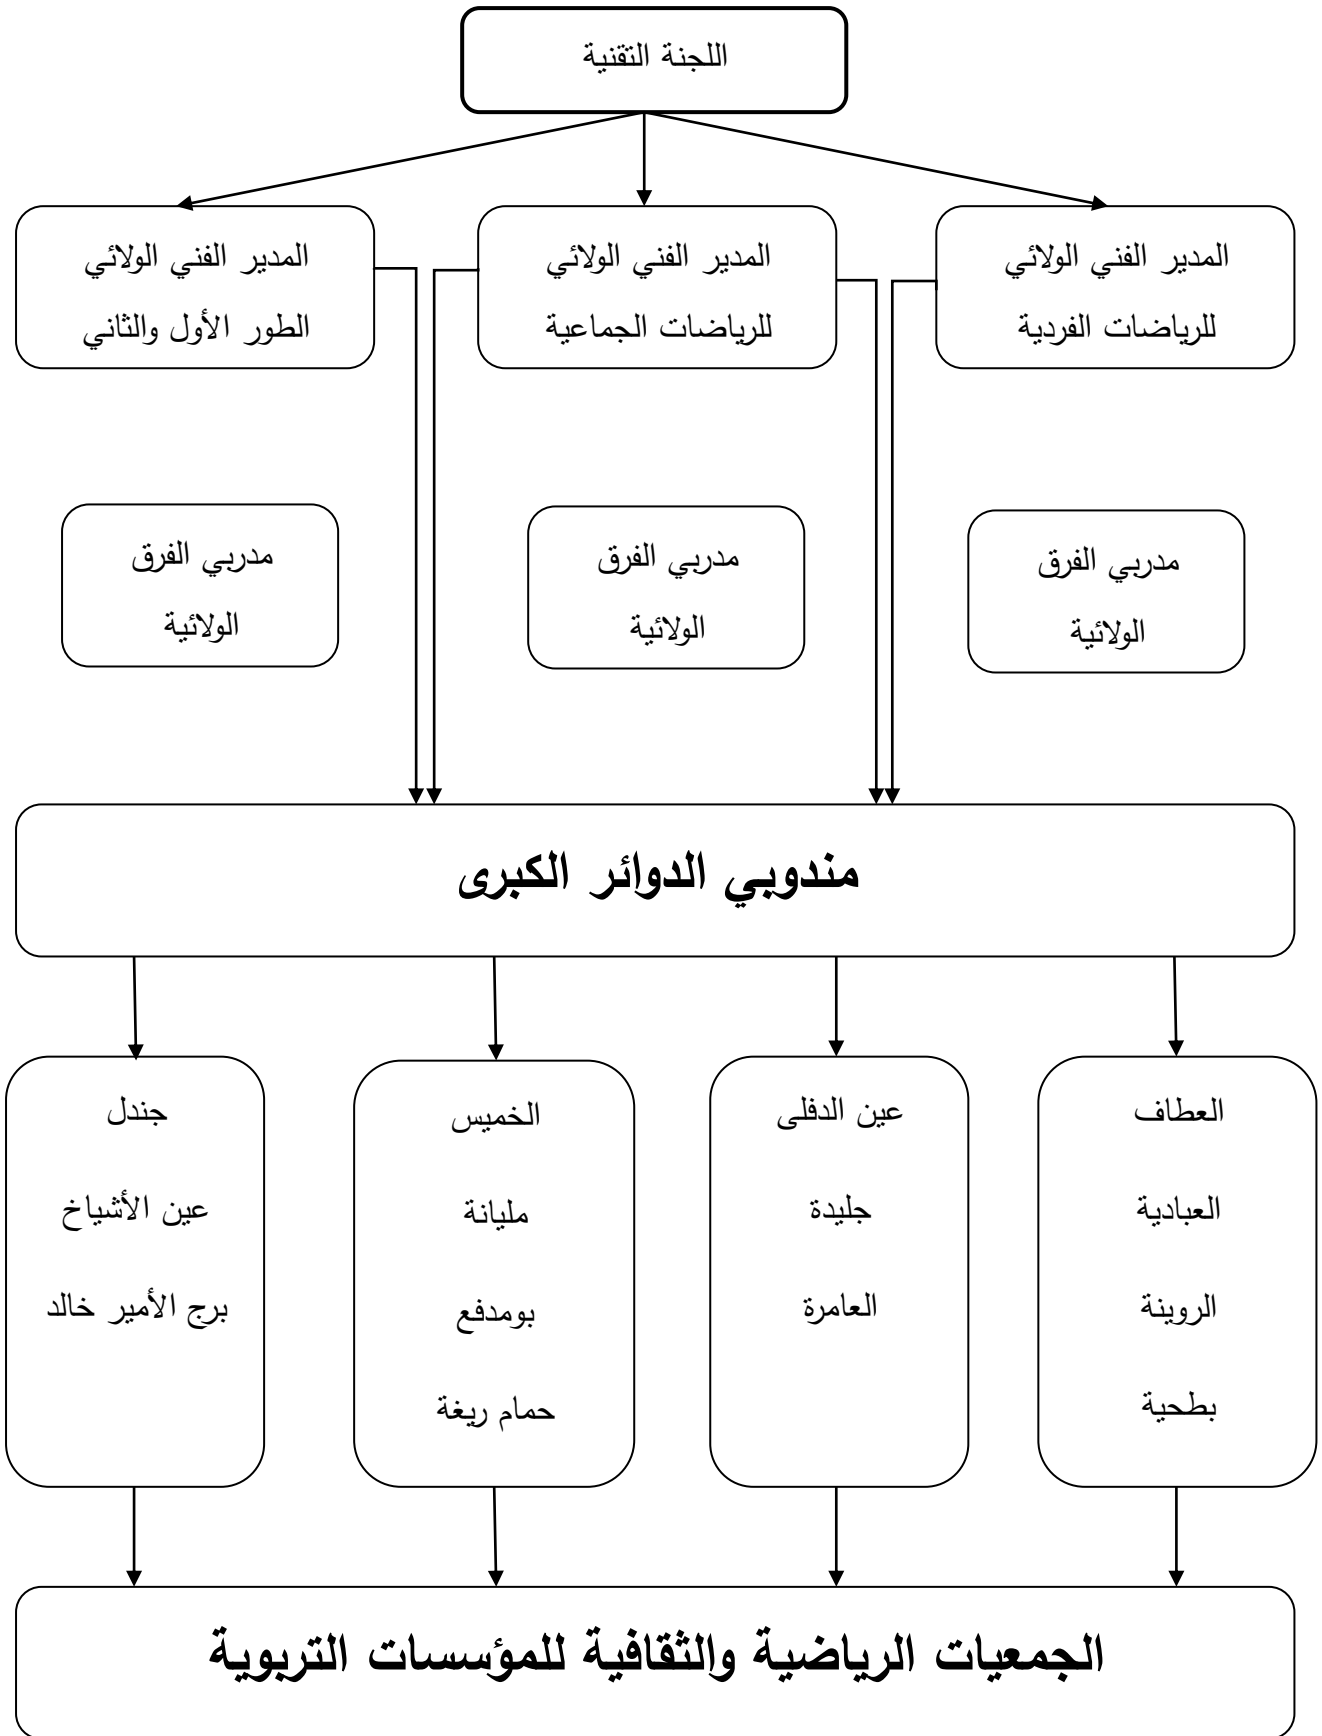 اللجنة التقنية
المدير الفني الولائي
للرياضات الفردية
المدير الفني الولائي
للرياضات الجماعية
المدير الفني الولائي
الطور الأول والثاني
مدربي الفرق
الولائية
مدربي الفرق
الولائية
مدربي الفرق
الولائية
مندوبي الدوائر الكبرى
العطاف
العبادية
الروينة
بطحية
عين الدفلى
جليدة
العامرة
الخميس
مليانة
بومدفع
حمام ريغة
جندل
عين الأشياخ
برج الأمير خالد
الجمعيات الرياضية والثقافية للمؤسسات التربوية